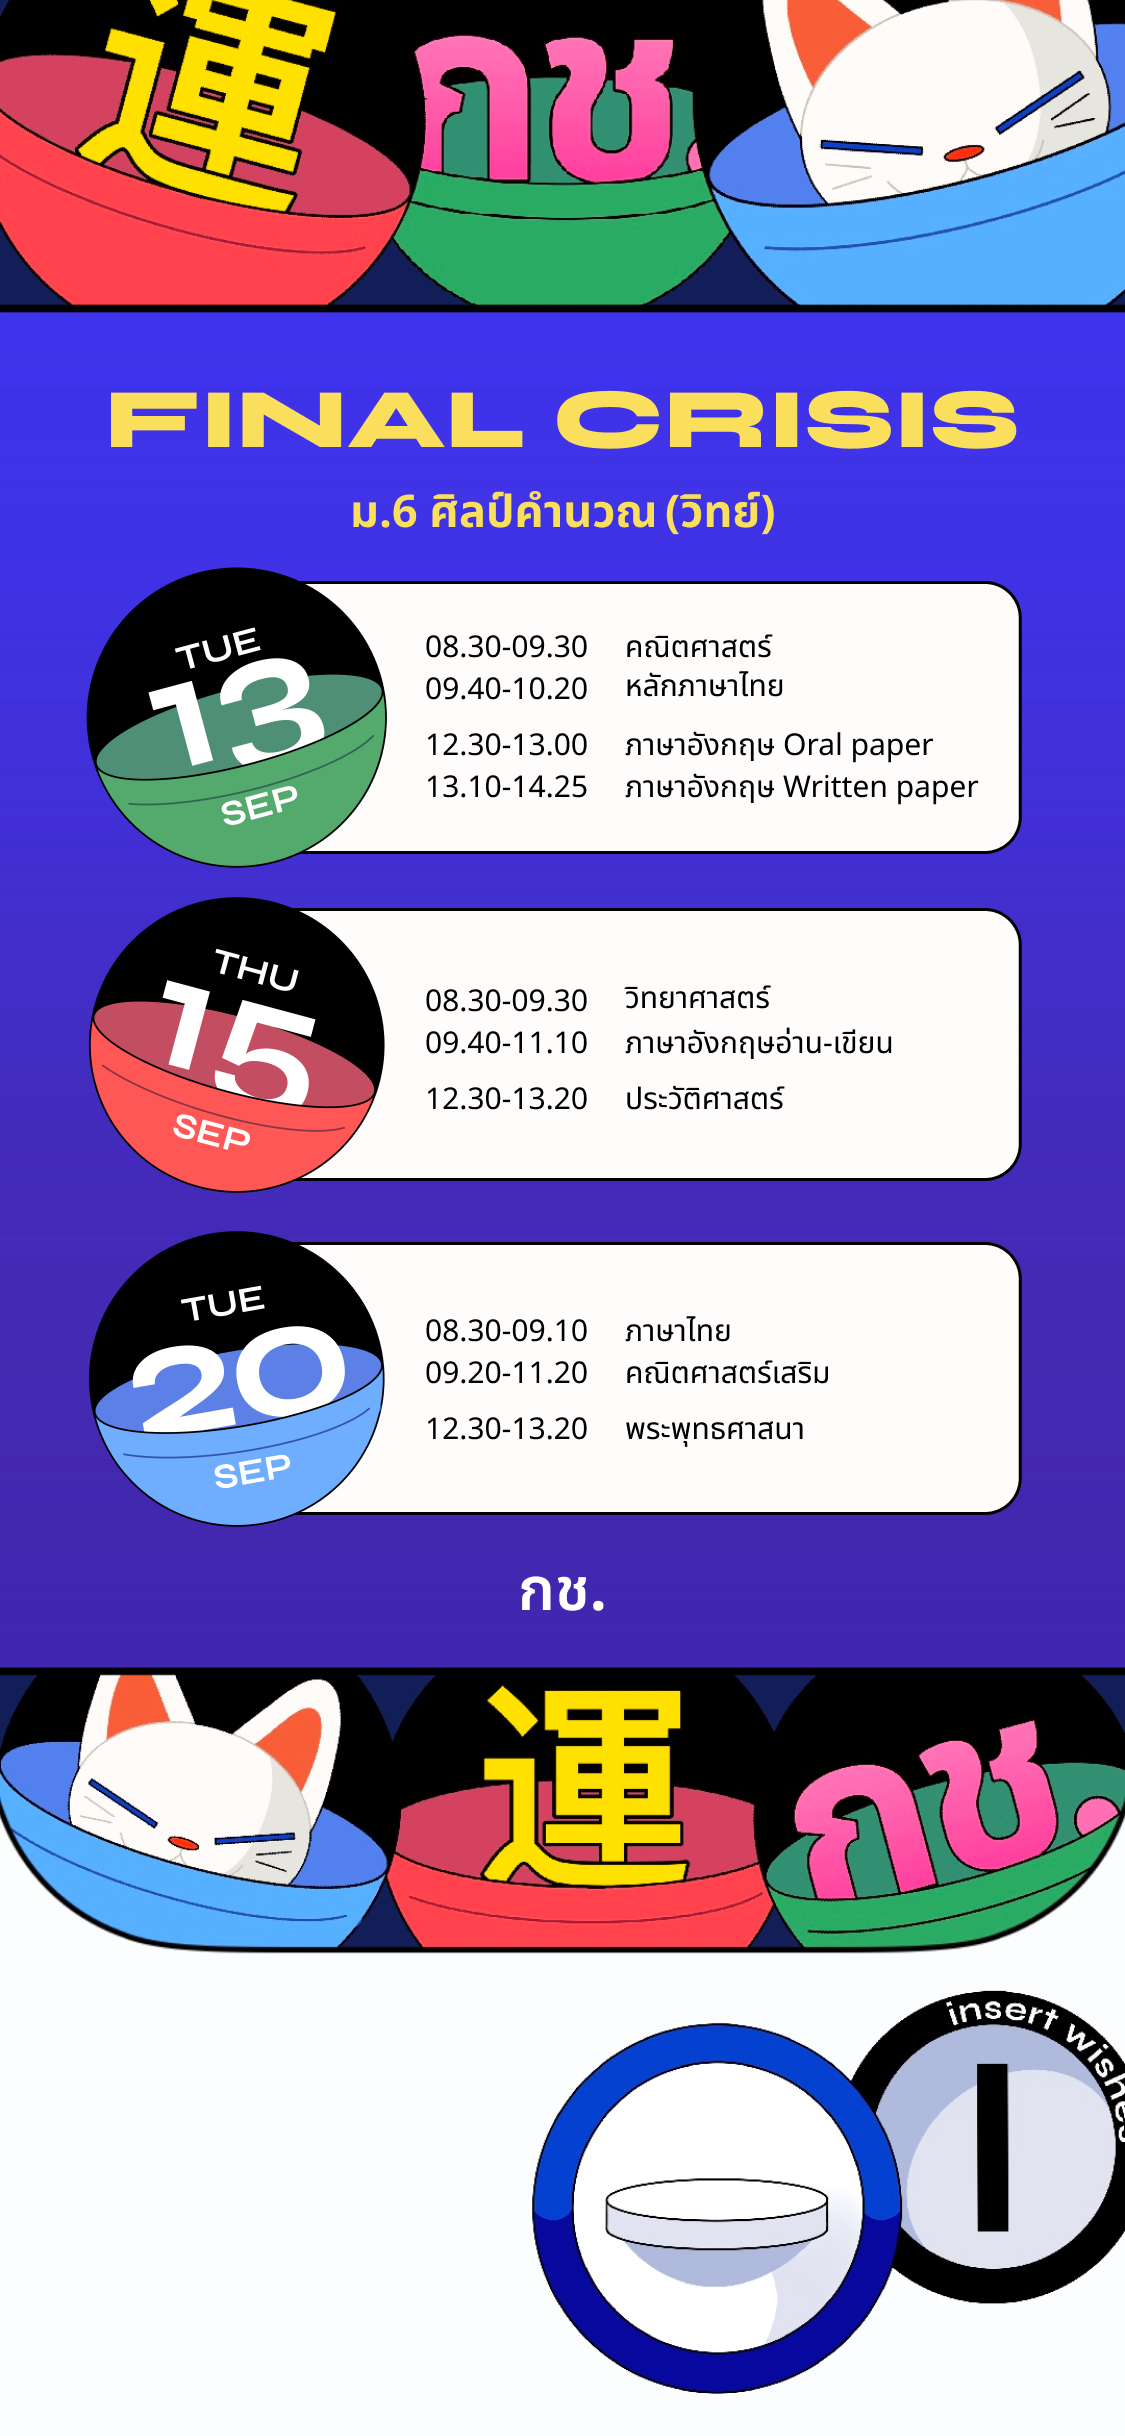 運 กช.
FINAL CRISIS
ม.6 ศิลป์คำนวณ (วิทย์)
TUE
13
SEP
08.30-09.30 คณิตศาสตร์
09.40-10.20 หลักภาษาไทย
12.30-13.00 ภาษาอังกฤษ Oral paper
13.10-14.25 ภาษาอังกฤษ Written paper
THU
15
SEP
08.30-09.30 วิทยาศาสตร์
09.40-11.10 ภาษาอังกฤษอ่าน-เขียน
12.30-13.20 ประวัติศาสตร์
TUE
20
SEP
08.30-09.10 ภาษาไทย
09.20-11.20 คณิตศาสตร์เสริม
12.30-13.20 พระพุทธศาสนา
กช.
運 กช.
insert wishes